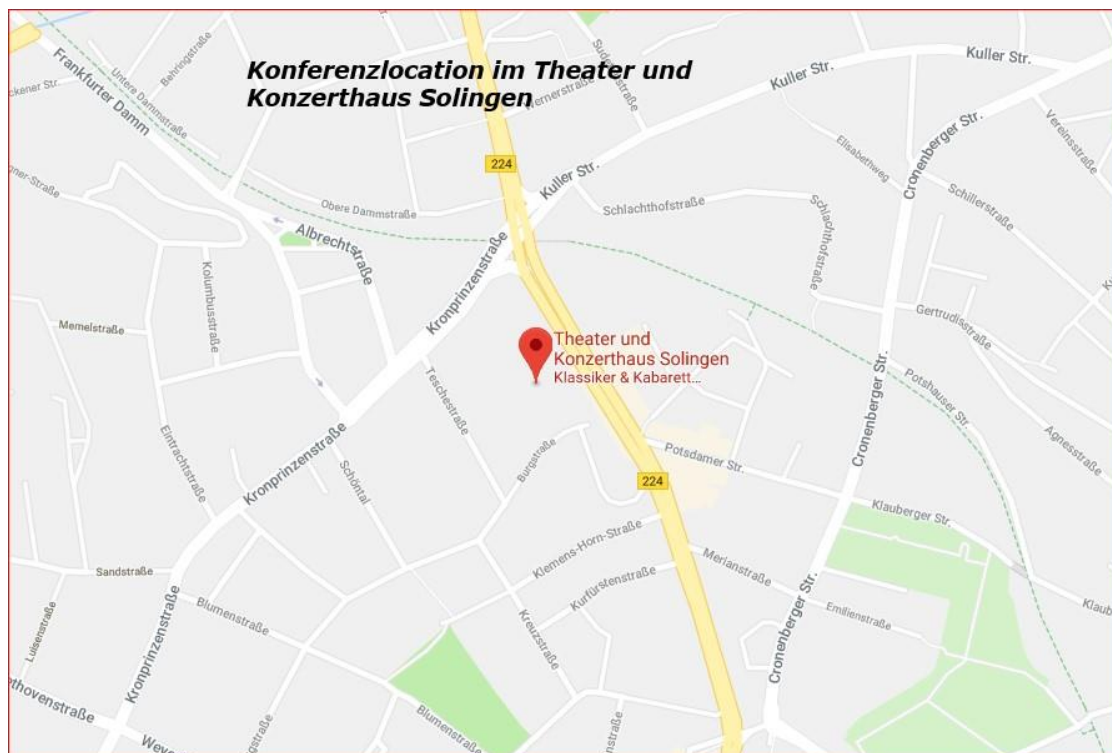 Konferenzlocation im Theater und
Konzerthaus Solingen
Frankfurter Damm
Untere Dammstraße
Behringstraße
Kuller Str.
Kuller Str.
Cronenberger Str.
Vereinsstraße
Elisabethweg
Schillerstraße
224
Kuller Str.
Obere Dammstraße
Schlachthofstraße
Schlachthofstraße
Albrechtstraße
Kolumbusstraße
Memelstraße
Kronprinzenstraße
Gertrudisstraße
Theater und
Konzerthaus Solingen
Klassiker & Kabarett...
Teschestraße
Potshauser Str.
Cronenberger Str.
Agnesstraße
Eintrachtstraße
Kronprinzenstraße
Schöntal
Burgstraße
Potsdamer Str.
224
Klauberger Str.
Klemens-Horn-Straße
Merianstraße
Sandstraße
Kurfürstenstraße
Cronenberger Str.
Emilienstraße
Luisenstraße
Kronprinzenstraße
Blumenstraße
Kreuzstraße
Blumenstraße